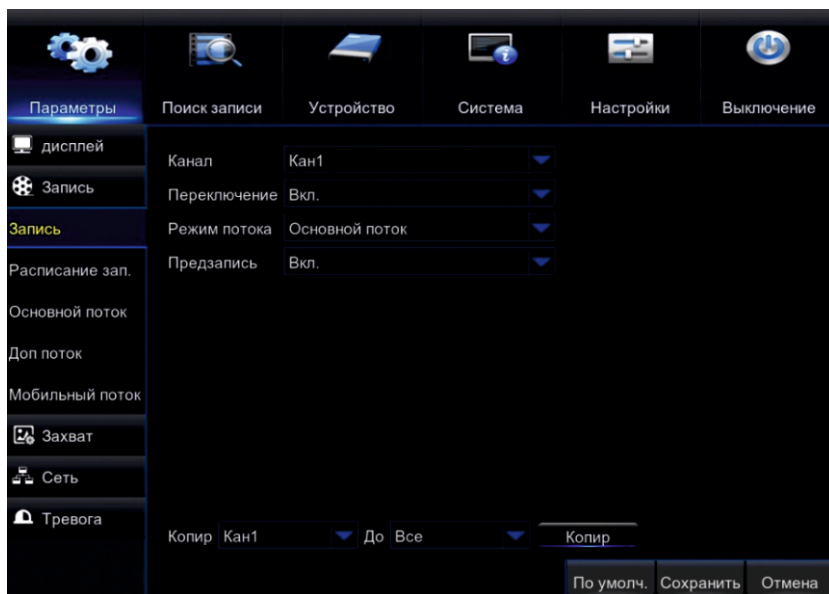 Параметры Поиск записи Устройство Система Настройки Выключение
дисплей
Запись
Запись
Расписание зап.
Основной поток
Доп поток
Мобильный поток
Захват
Сеть
Тревога
Канал Кан1
Переключение Вкл.
Режим потока Основной поток
Предзапись Вкл.
Копир Кан1 До Все Копир
По умолч. Сохранить Отмена